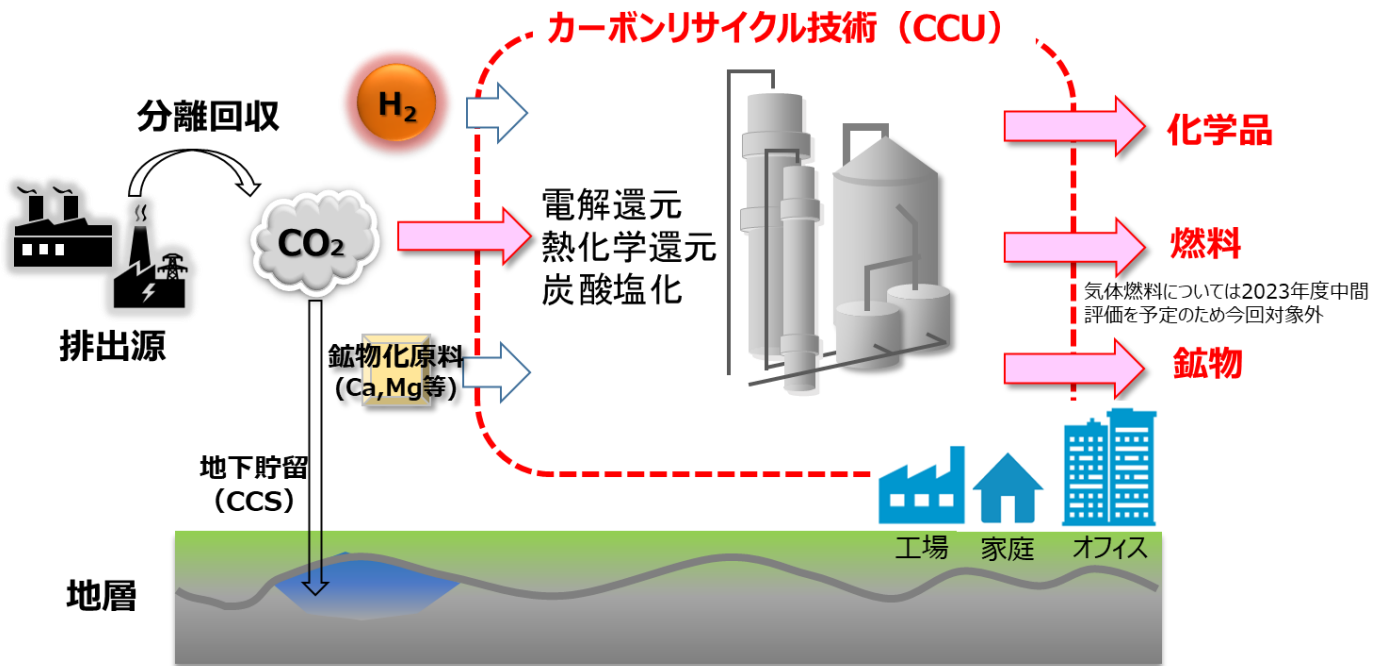 カーボンリサイクル技術（CCU）
H₂
分離回収
化学品
電解還元
熱化学還元
炭酸塩化
CO₂
燃料
気体燃料については2023年度中間
評価を予定のため今回対象外
排出源
鉱物化原料
(Ca,Mg等)
鉱物
地下貯留
（CCS）
工場
家庭
オフィス
地層